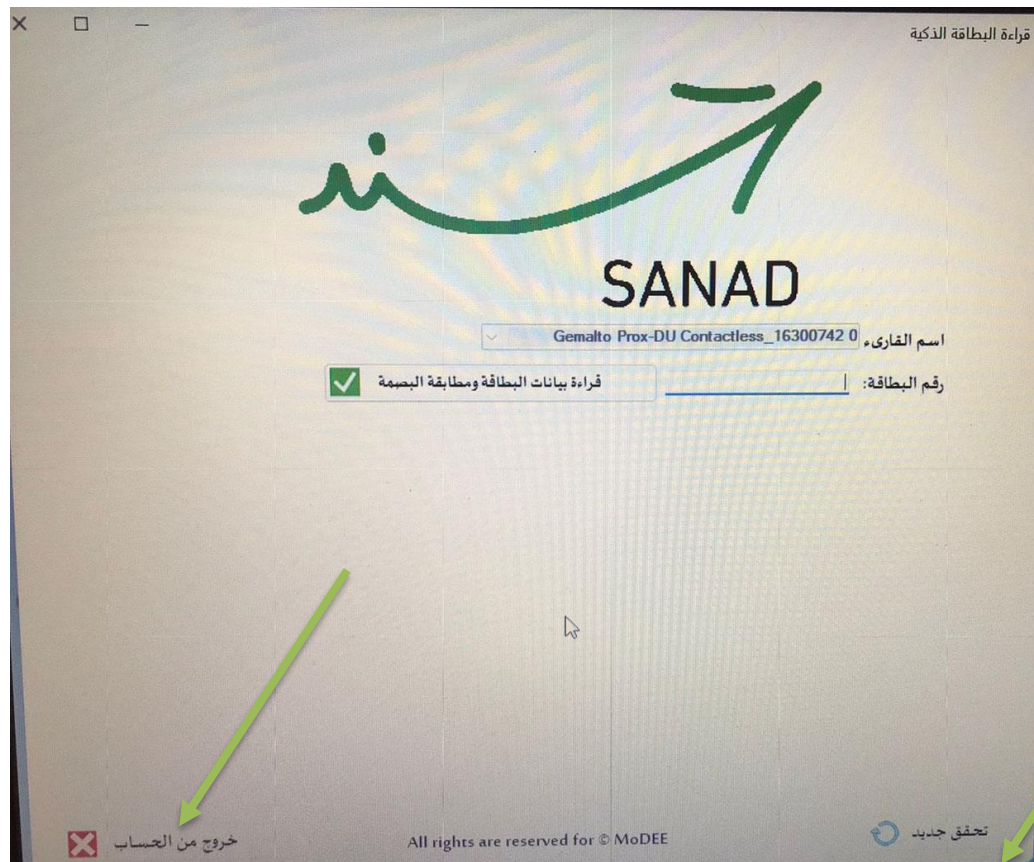 قراءة البطاقة الذكية
سند
SANAD
اسم القارىء Gemalto Prox-DU Contactless_16300742 0
رقم البطاقة: قراءة بيانات البطاقة ومطابقة البصمة
تحقق جديد All rights are reserved for © MoDEE خروج من الحساب